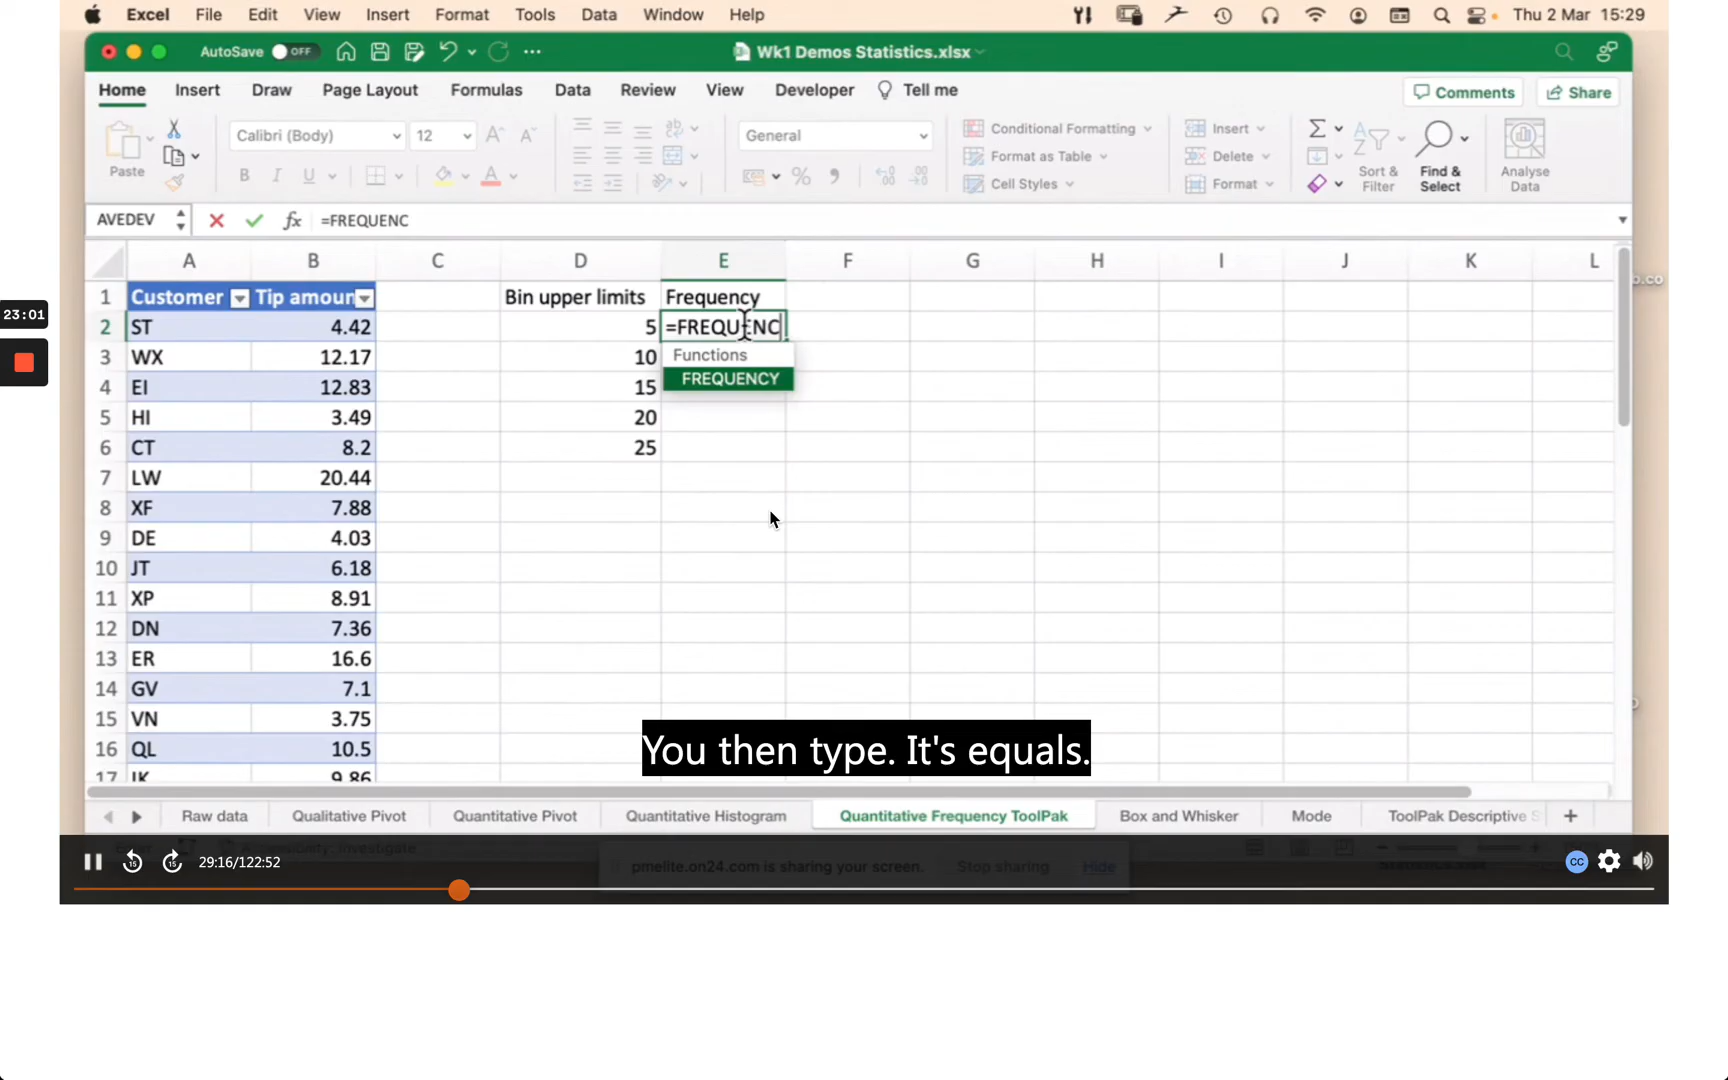 Excel File Edit View Insert Format Tools Data Window Help Thu 2 Mar 15:29
AutoSave OFF Wk1 Demos Statistics.xlsx
Home Insert Draw Page Layout Formulas Data Review View Developer Tell me Comments Share
Paste Calibri (Body) 12 General Conditional Formatting Insert
Format as Table Delete
Cell Styles Format
Sort & Filter Find & Select Analyse Data
AVEDEV fx =FREQUENC
A B C D E F G H I J K L
1 Customer Tip amoun Bin upper limits Frequency
2 ST 4.42 5 =FREQUENC
3 WX 12.17 10 Functions
4 EI 12.83 15 FREQUENCY
5 HI 3.49 20
6 CT 8.2 25
7 LW 20.44
8 XF 7.88
9 DE 4.03
10 JT 6.18
11 XP 8.91
12 DN 7.36
13 ER 16.6
14 GV 7.1
15 VN 3.75
16 QL 10.5
17 IK 9.86
23:01
You then type. It's equals.
Raw data Qualitative Pivot Quantitative Pivot Quantitative Histogram Quantitative Frequency ToolPak Box and Whisker Mode ToolPak Descriptive S
15 15 29:16/122:52 pmelite.on24.com is sharing your screen. Stop sharing Hide CC